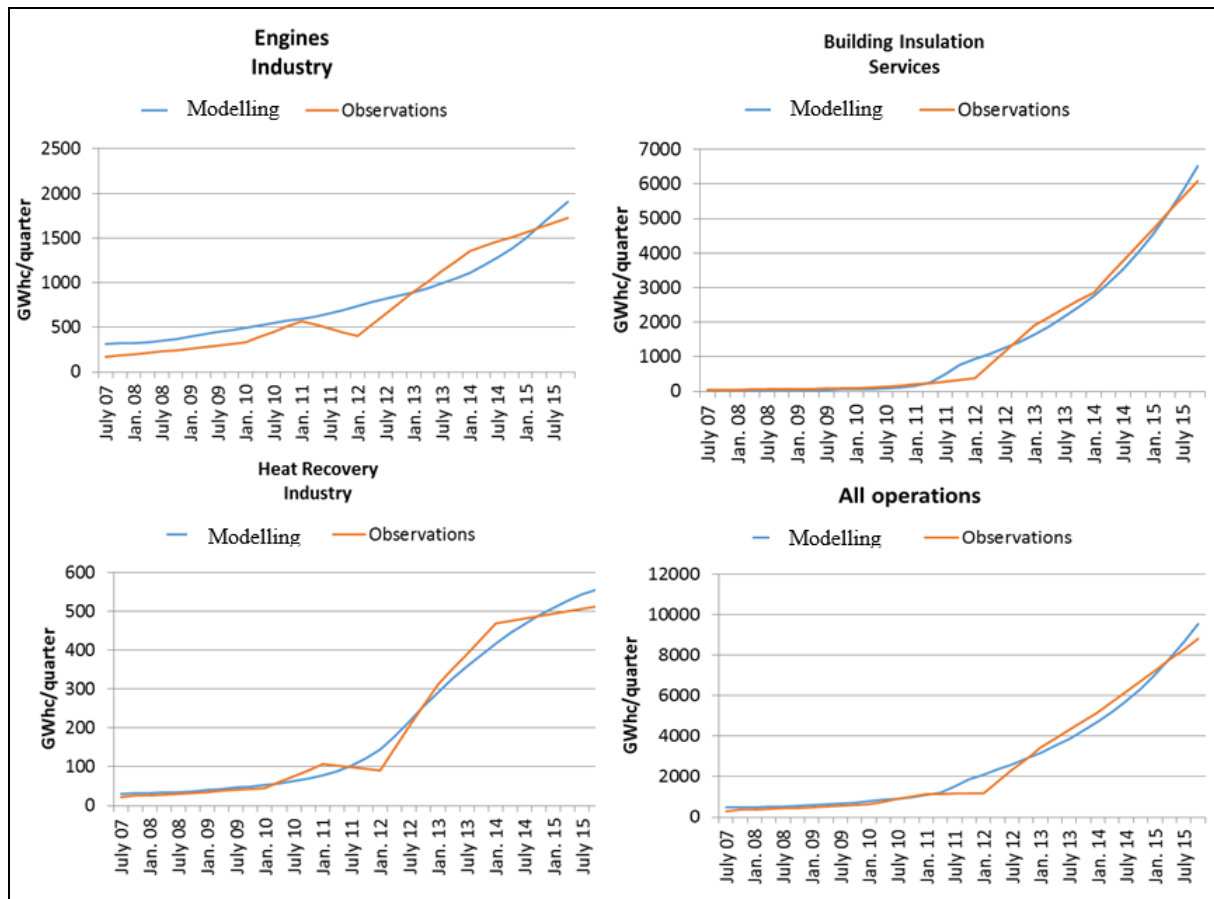 Engines
Industry
Modelling
Observations
2500
2000
1500
1000
500
0
GWhc/quarter
July 07
Jan. 08
July 08
Jan. 09
July 09
Jan. 10
July 10
Jan. 11
July 11
Jan. 12
July 12
Jan. 13
July 13
Jan. 14
July 14
Jan. 15
July 15
Building Insulation
Services
Modelling
Observations
7000
6000
5000
4000
3000
2000
1000
0
GWhc/quarter
July 07
Jan. 08
July 08
Jan. 09
July 09
Jan. 10
July 10
Jan. 11
July 11
Jan. 12
July 12
Jan. 13
July 13
Jan. 14
July 14
Jan. 15
July 15
Heat Recovery
Industry
Modelling
Observations
600
500
400
300
200
100
0
GWhc/quarter
July 07
Jan. 08
July 08
Jan. 09
July 09
Jan. 10
July 10
Jan. 11
July 11
Jan. 12
July 12
Jan. 13
July 13
Jan. 14
July 14
Jan. 15
July 15
All operations
Modelling
Observations
12000
10000
8000
6000
4000
2000
0
GWhc/quarter
July 07
Jan. 08
July 08
Jan. 09
July 09
Jan. 10
July 10
Jan. 11
July 11
Jan. 12
July 12
Jan. 13
July 13
Jan. 14
July 14
Jan. 15
July 15